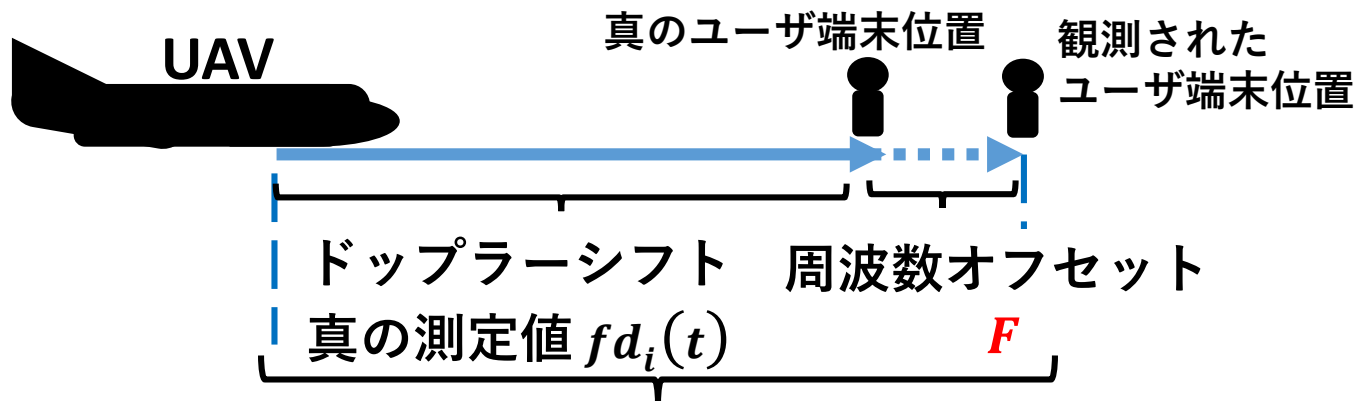 UAV
真のユーザ端末位置
観測された
ユーザ端末位置
ドップラーシフト
真の測定値 fd_i(t)
周波数オフセット
F